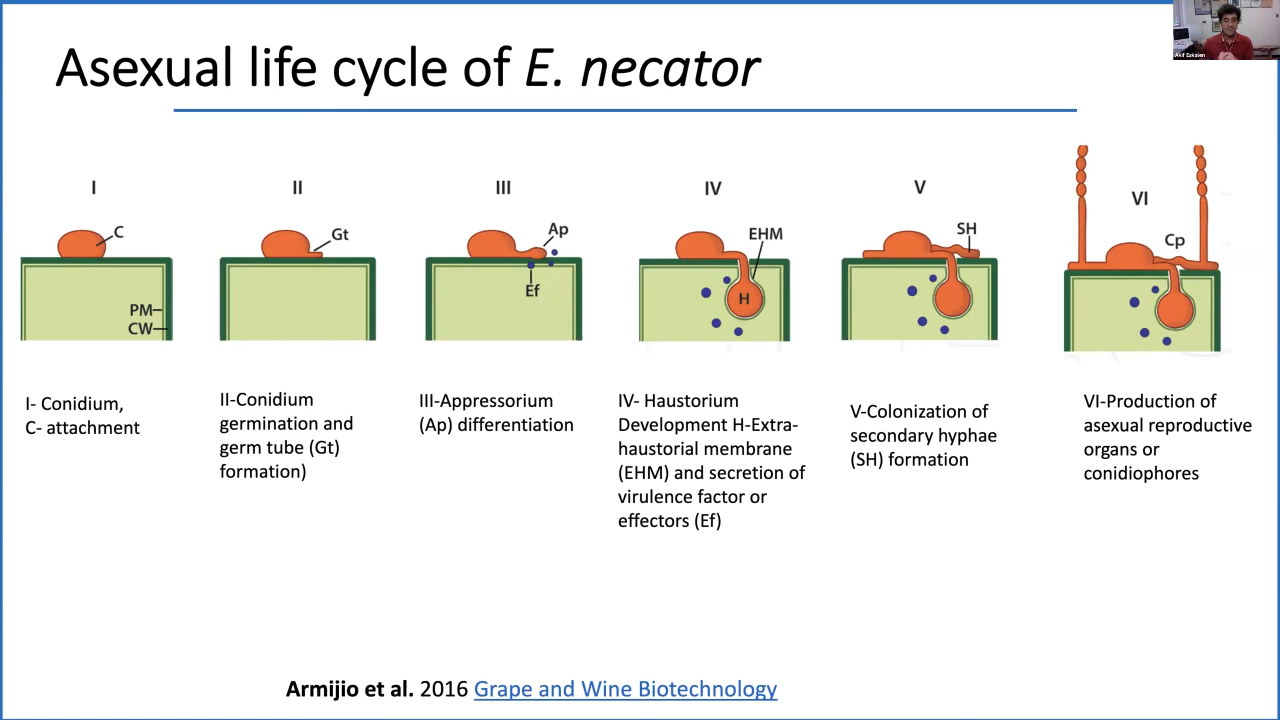 Asexual life cycle of E. necator
Akif Eskalen
I
II
III
IV
V
VI
C
Gt
Ap
EHM
SH
Cp
Ef
H
PM
CW
I- Conidium,
C- attachment
II-Conidium
germination and
germ tube (Gt)
formation)
III-Appressorium
(Ap) differentiation
IV- Haustorium
Development H-Extra-
haustorial membrane
(EHM) and secretion of
virulence factor or
effectors (Ef)
V-Colonization of
secondary hyphae
(SH) formation
VI-Production of
asexual reproductive
organs or
conidiophores
Armijio et al. 2016 Grape and Wine Biotechnology